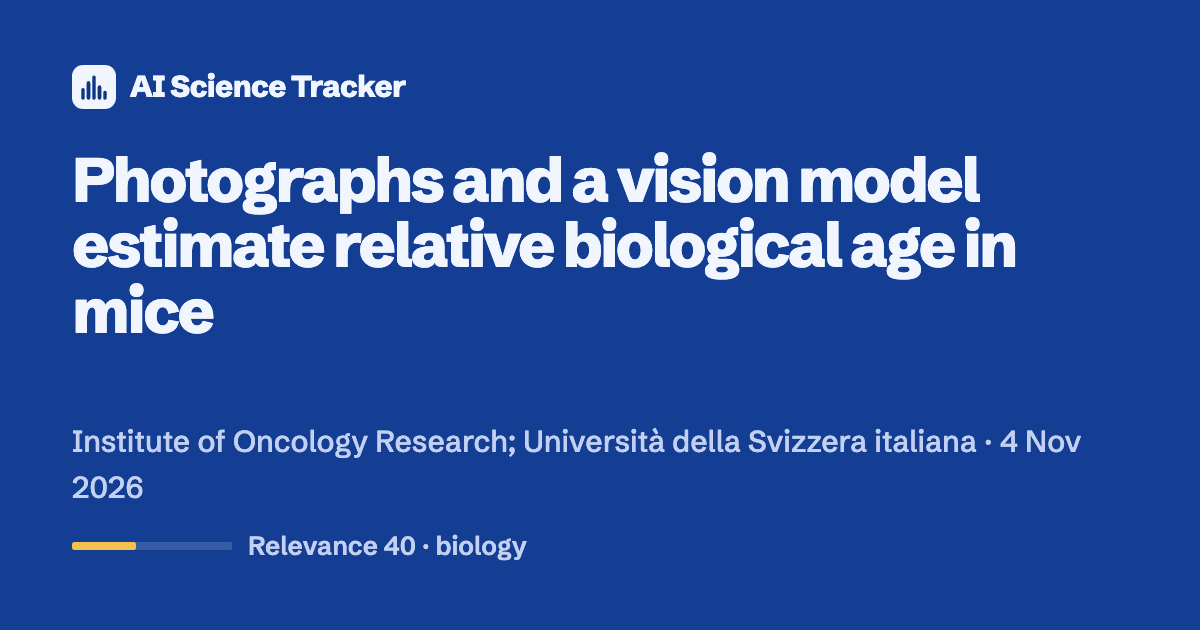 AI Science Tracker
Photographs and a vision model
estimate relative biological age in
mice
Institute of Oncology Research; Università della Svizzera italiana · 4 Nov
2026
Relevance 40 · biology